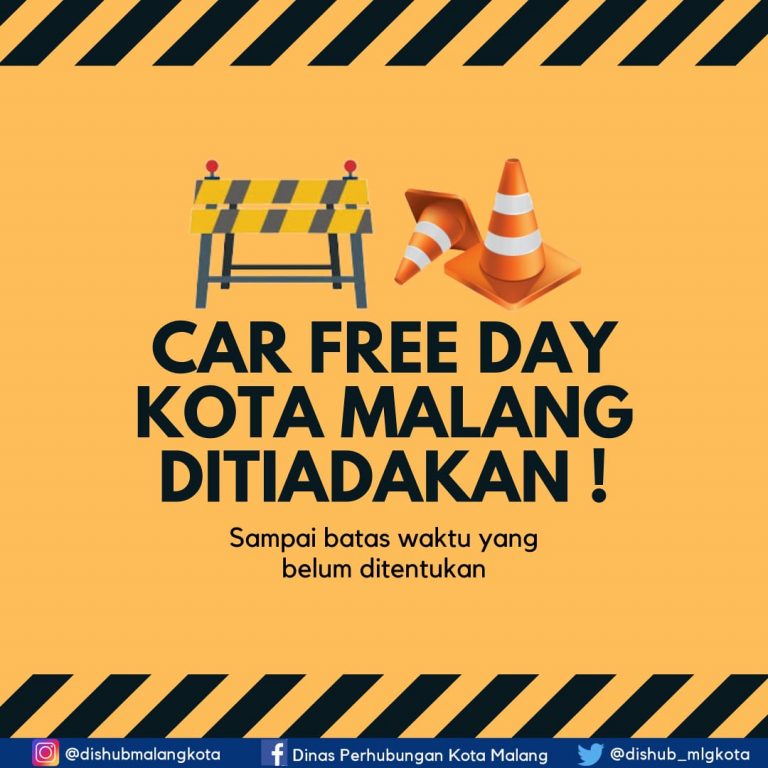 CAR FREE DAY
KOTA MALANG
DITIADAKAN !
Sampai batas waktu yang
belum ditentukan
@dishubmalangkota Dinas Perhubungan Kota Malang @dishub_mlgkota